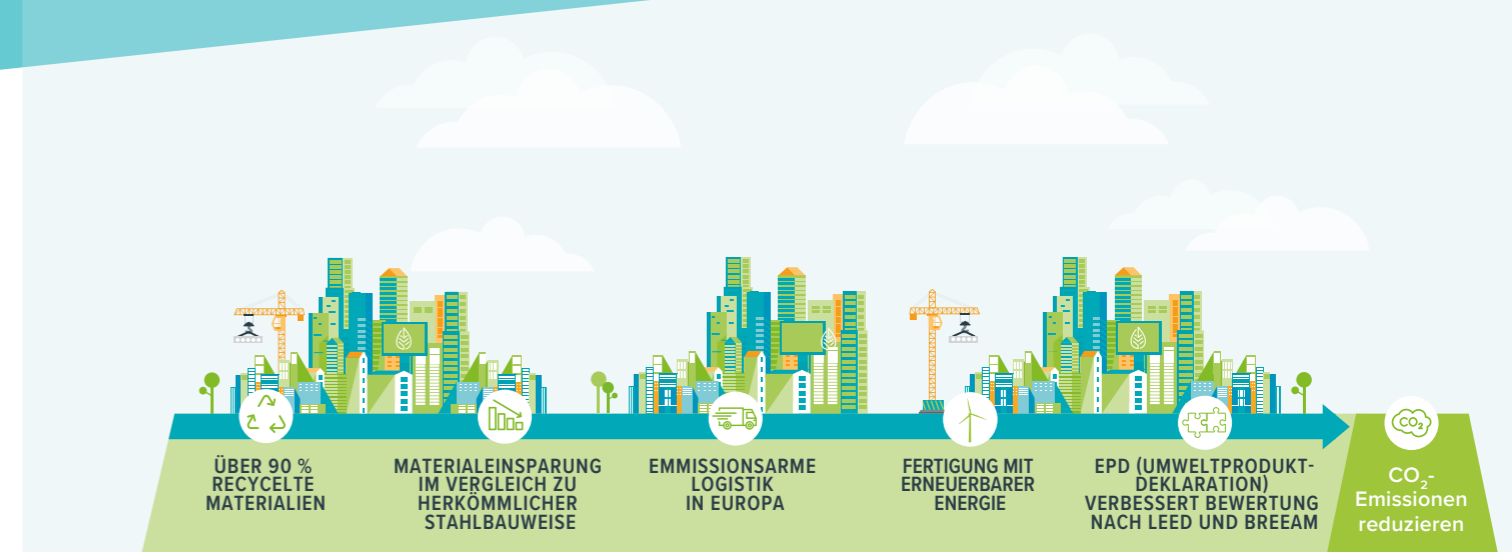 ÜBER 90 %
RECYCELTE
MATERIALIEN
MATERIALEINSPARUNG
IM VERGLEICH ZU
HERKÖMMLICHER
STAHLBAUWEISE
EMMISSIONSARME
LOGISTIK
IN EUROPA
FERTIGUNG MIT
ERNEUERBARER
ENERGIE
EPD (UMWELTPRODUKT-
DEKLARATION)
VERBESSERT BEWERTUNG
NACH LEED UND BREEAM
CO₂
CO₂-
Emissionen
reduzieren